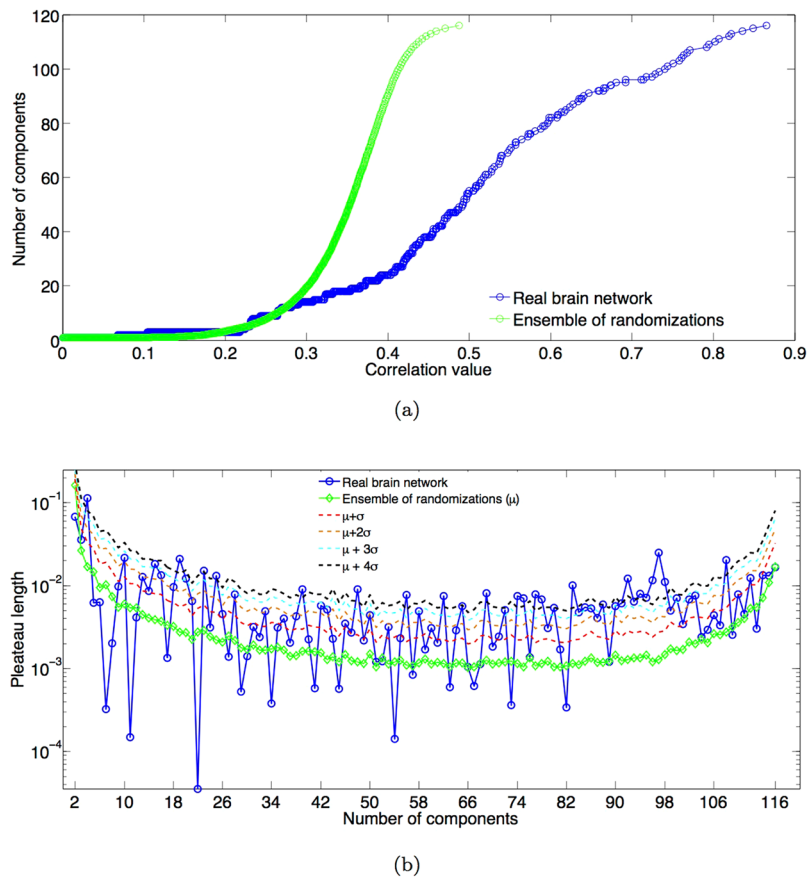 120
100
80
60
40
20
0
Number of components
0 0.1 0.2 0.3 0.4 0.5 0.6 0.7 0.8 0.9
Correlation value
Real brain network
Ensemble of randomizations
(a)
10⁻¹
10⁻²
10⁻³
10⁻⁴
Pleateau length
Real brain network
Ensemble of randomizations (μ)
μ+σ
μ+2σ
μ + 3σ
μ + 4σ
2 10 18 26 34 42 50 58 66 74 82 90 98 106 116
Number of components
(b)